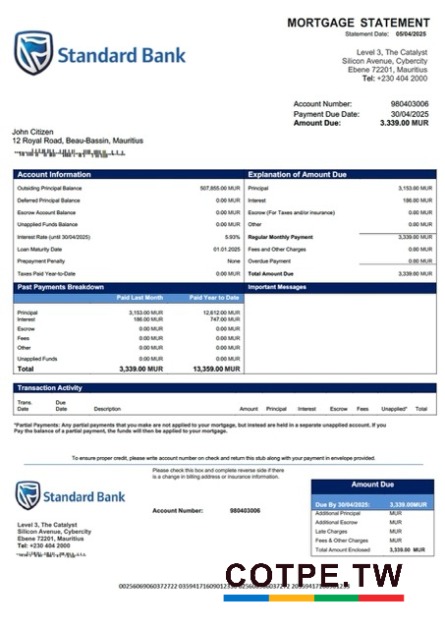 MORTGAGE STATEMENT
Statement Date: 05/04/2025
Standard Bank
Level 3, The Catalyst
Silicon Avenue, Cybercity
Ebene 72201, Mauritius
Tel: +230 404 2000
Account Number: 980403006
Payment Due Date: 30/04/2025
Amount Due: 3.339.00 MUR
John Citizen
12 Royal Road, Beau-Bassin, Mauritius
Account Information
Outsiding Principal Balance 507,655.00 MUR
Deferred Principal Balance 0.00 MUR
Escrow Account Balance 0.00 MUR
Unapplied Funds Balance 0.00 MUR
Interest Rate (until 30/04/2025) 5.93%
Loan Maturity Date 01.01.2025
Prepayment Penalty None
Taxes Paid Year-to-Date 0.00 MUR
Explanation of Amount Due
Principal 3,153.00 MUR
Interest 186.00 MUR
Escrow (For Taxes and/or insurance) 0.00 MUR
Other 0.00 MUR
Regular Monthly Payment 3,339.00 MUR
Fees and Other Charges 0.00 MUR
Overdue Payment 0.00 MUR
Total Amount Due 3,339.00 MUR
Past Payments Breakdown
Paid Last Month Paid Year to Date
Principal 3,153.00 MUR 12,612.00 MUR
Interest 186.00 MUR 747.00 MUR
Escrow 0.00 MUR 0.00 MUR
Fees 0.00 MUR 0.00 MUR
Other 0.00 MUR 0.00 MUR
Unapplied Funds 0.00 MUR 0.00 MUR
Total 3,339.00 MUR 13,359.00 MUR
Important Messages
Transaction Activity
Trans. Date Due Date Description Amount Principal Interest Escrow Fees Unapplied* Total
*Partial Payments: Any partial payments that you make are not applied to your mortgage, but instead are held in a separate unapplied account. If you
Pay the balance of a partial payment, the funds will then be applied to your mortgage.
To ensure proper credit, please write account number on check and return this stub along with your payment in envelope provided.
Please check this box and complete reverse side if there
is a change in billing address or insurance information.
Standard Bank
Account Number: 980403006
Level 3, The Catalyst
Silicon Avenue, Cybercity
Ebene 72201, Mauritius
Tel: +230 404 2000
Amount Due
Due By 30/04/2025: 3,339.00MUR
Additional Principal MUR
Additional Escrow MUR
Late Charges MUR
Fees & Other Charges MUR
Total Amount Enclosed 3,339.00 MUR
COTPE.TW